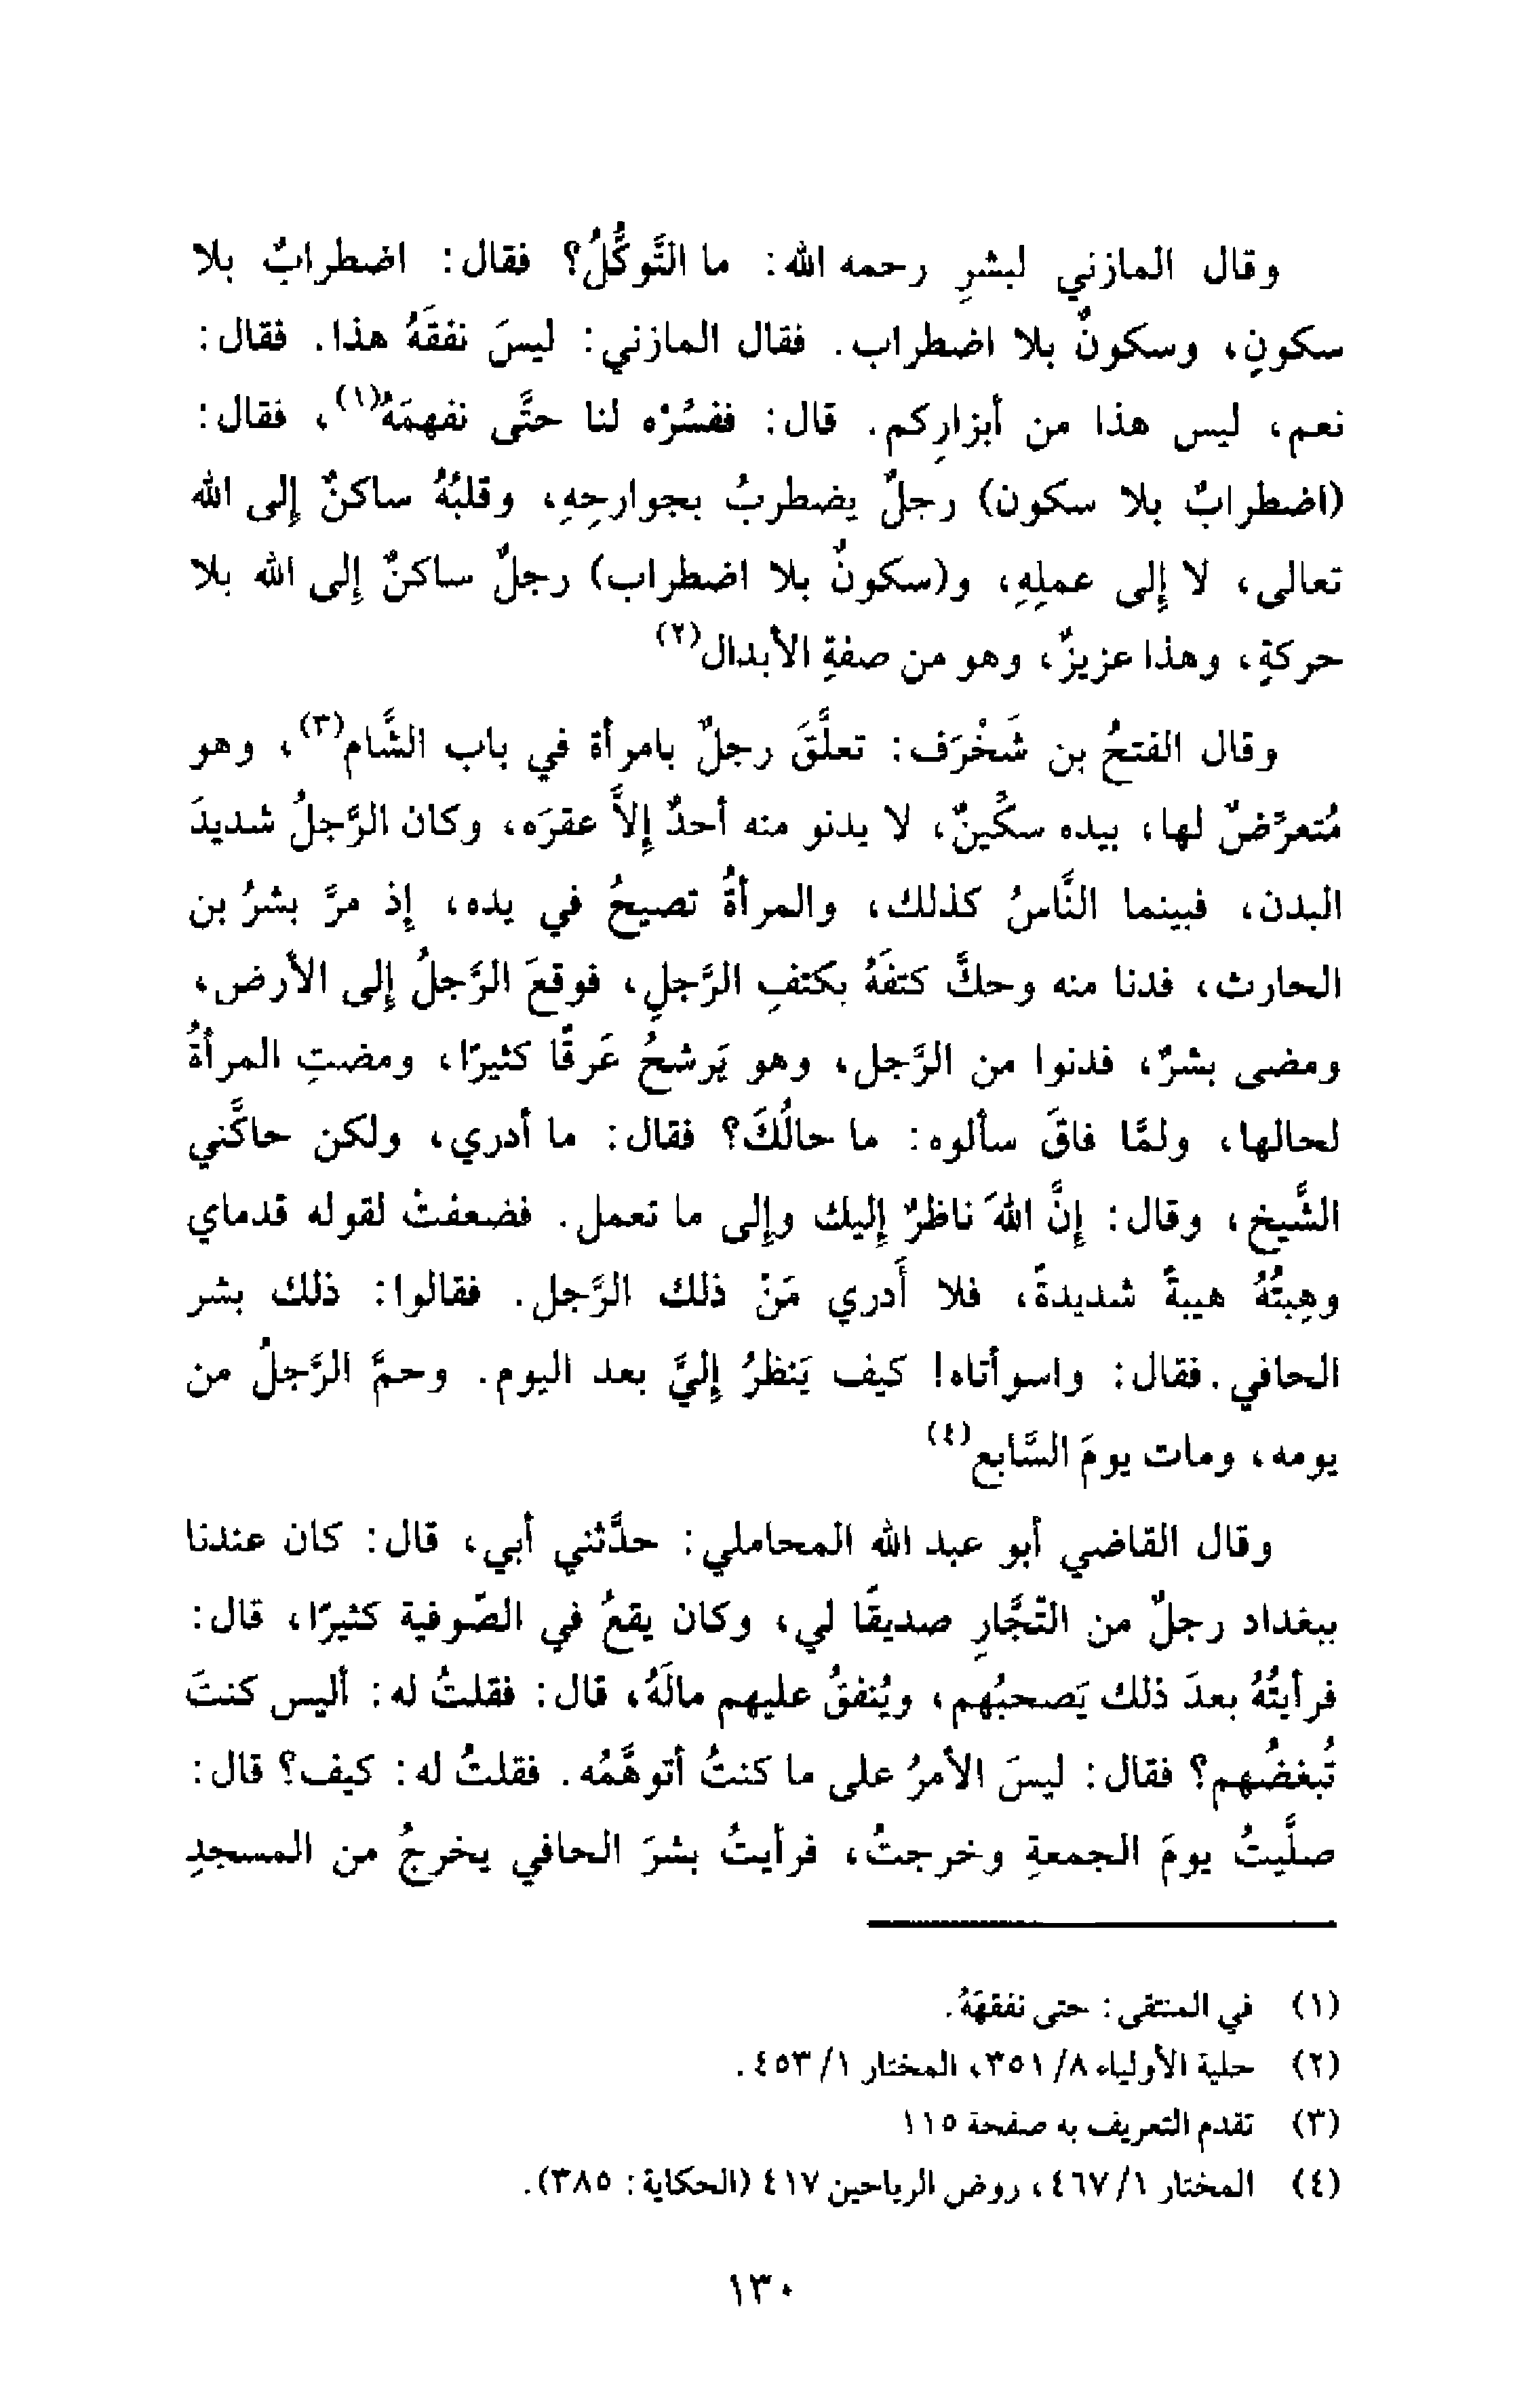 وقال المازني لبشرِ رحمه الله: ما التَّوكُّلُ؟ فقال: اضطرابٌ بلا
سكونٍ، وسكونٌ بلا اضطراب. فقال المازني: ليسَ نفقَهُ هذا. فقال:
نعم، ليس هذا من أبزارِكم. قال: ففسِّرْه لنا حتَّى نفهمَهُ(١)، فقال:
(اضطرابٌ بلا سكون) رجلٌ يضطربُ بجوارحِهِ، وقلبُهُ ساكنٌ إلى الله
تعالى، لا إلى عملِهِ، و(سكونٌ بلا اضطراب) رجلٌ ساكنٌ إلى الله بلا
حركةٍ، وهذا عزيزٌ، وهو من صفةِ الأبدال(٢)
وقال الفتحُ بن شَخْرَف: تعلَّقَ رجلٌ بامرأة في باب الشَّام(٣)، وهو
مُتعرِّضٌ لها، بيده سكِّينٌ، لا يدنو منه أحدٌ إلاَّ عقرَه، وكان الرَّجلُ شديدَ
البدن، فبينما النَّاسُ كذلك، والمرأةُ تصيحُ في يده، إذ مرَّ بشرُ بن
الحارث، فدنا منه وحكَّ كتفَهُ بكتفِ الرَّجلِ، فوقعَ الرَّجلُ إلى الأرض،
ومضى بشرٌ، فدنوا من الرَّجل، وهو يَرشحُ عَرقًا كثيرًا، ومضتِ المرأةُ
لحالها، ولمَّا فاقَ سألوه: ما حالُكَ؟ فقال: ما أدري، ولكن حاكَّني
الشَّيخ، وقال: إنَّ اللهَ ناظرٌ إليك وإلى ما تعمل. فضعفتْ لقوله قدماي
وهِبتُهُ هيبةً شديدةً، فلا أَدري مَنْ ذلك الرَّجل. فقالوا: ذلك بشر
الحافي. فقال: واسوأتاه! كيف يَنظرُ إليَّ بعد اليوم. وحمَّ الرَّجلُ من
يومه، ومات يومَ السَّابع(٤)
وقال القاضي أبو عبد الله المحاملي: حدَّثني أبي، قال: كان عندنا
ببغداد رجلٌ من التّجَّارِ صديقًا لي، وكان يقعُ في الصّوفية كثيرًا، قال:
فرأيتُهُ بعدَ ذلك يَصحبُهم، ويُنفقُ عليهم مالَهُ، قال: فقلتُ له: أليس كنتَ
تُبغضُهم؟ فقال: ليسَ الأمرُ على ما كنتُ أتوهَّمُه. فقلتُ له: كيف؟ قال:
صلَّيتُ يومَ الجمعةِ وخرجتُ، فرأيتُ بشرَ الحافي يخرجُ من المسجدِ
(١) في المنتقى: حتى نفقهَهُ.
(٢) حلية الأولياء ٨/ ٣٥١، المختار ١/ ٤٥٣.
(٣) تقدم التعريف به صفحة ١١٥
(٤) المختار ١/ ٤٦٧، روض الرياحين ٤١٧ (الحكاية: ٣٨٥).
١٣٠